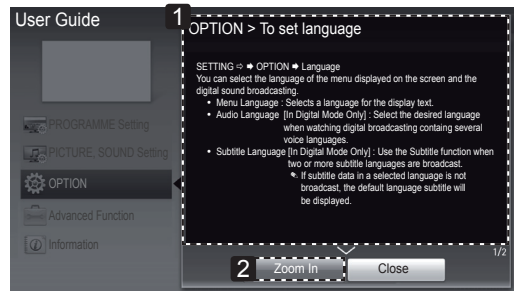 User Guide
1
OPTION > To set language
SETTING ⇨ ➡ OPTION ➡ Language
You can select the language of the menu displayed on the screen and the
digital sound broadcasting.
• Menu Language : Selects a language for the display text.
• Audio Language [In Digital Mode Only] : Select the desired language
when watching digital broadcasting containg several
voice languages.
• Subtitle Language [In Digital Mode Only] : Use the Subtitle function when
two or more subtitle languages are broadcast.
If subtitle data in a selected language is not
broadcast, the default language subtitle will
be displayed.
PROGRAMME Setting
PICTURE, SOUND Setting
OPTION
Advanced Function
Information
1/2
2
Zoom In
Close